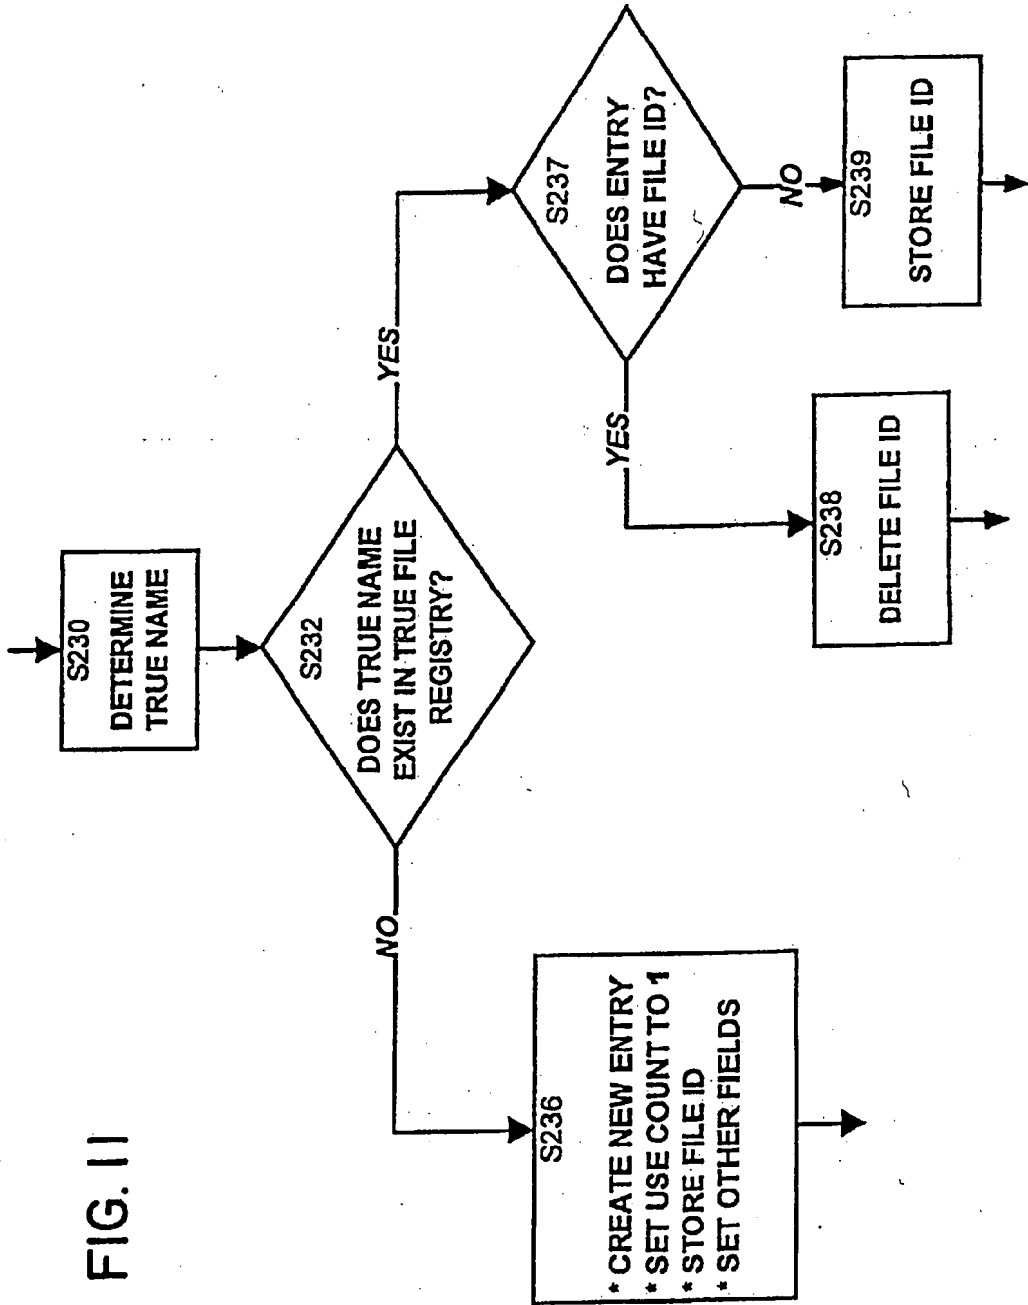 FIG. 11
S230
DETERMINE
TRUE NAME
S232
DOES TRUE NAME
EXIST IN TRUE FILE
REGISTRY?
NO
YES
S236
* CREATE NEW ENTRY
* SET USE COUNT TO 1
* STORE FILE ID
* SET OTHER FIELDS
S237
DOES ENTRY
HAVE FILE ID?
YES
NO
S238
DELETE FILE ID
S239
STORE FILE ID